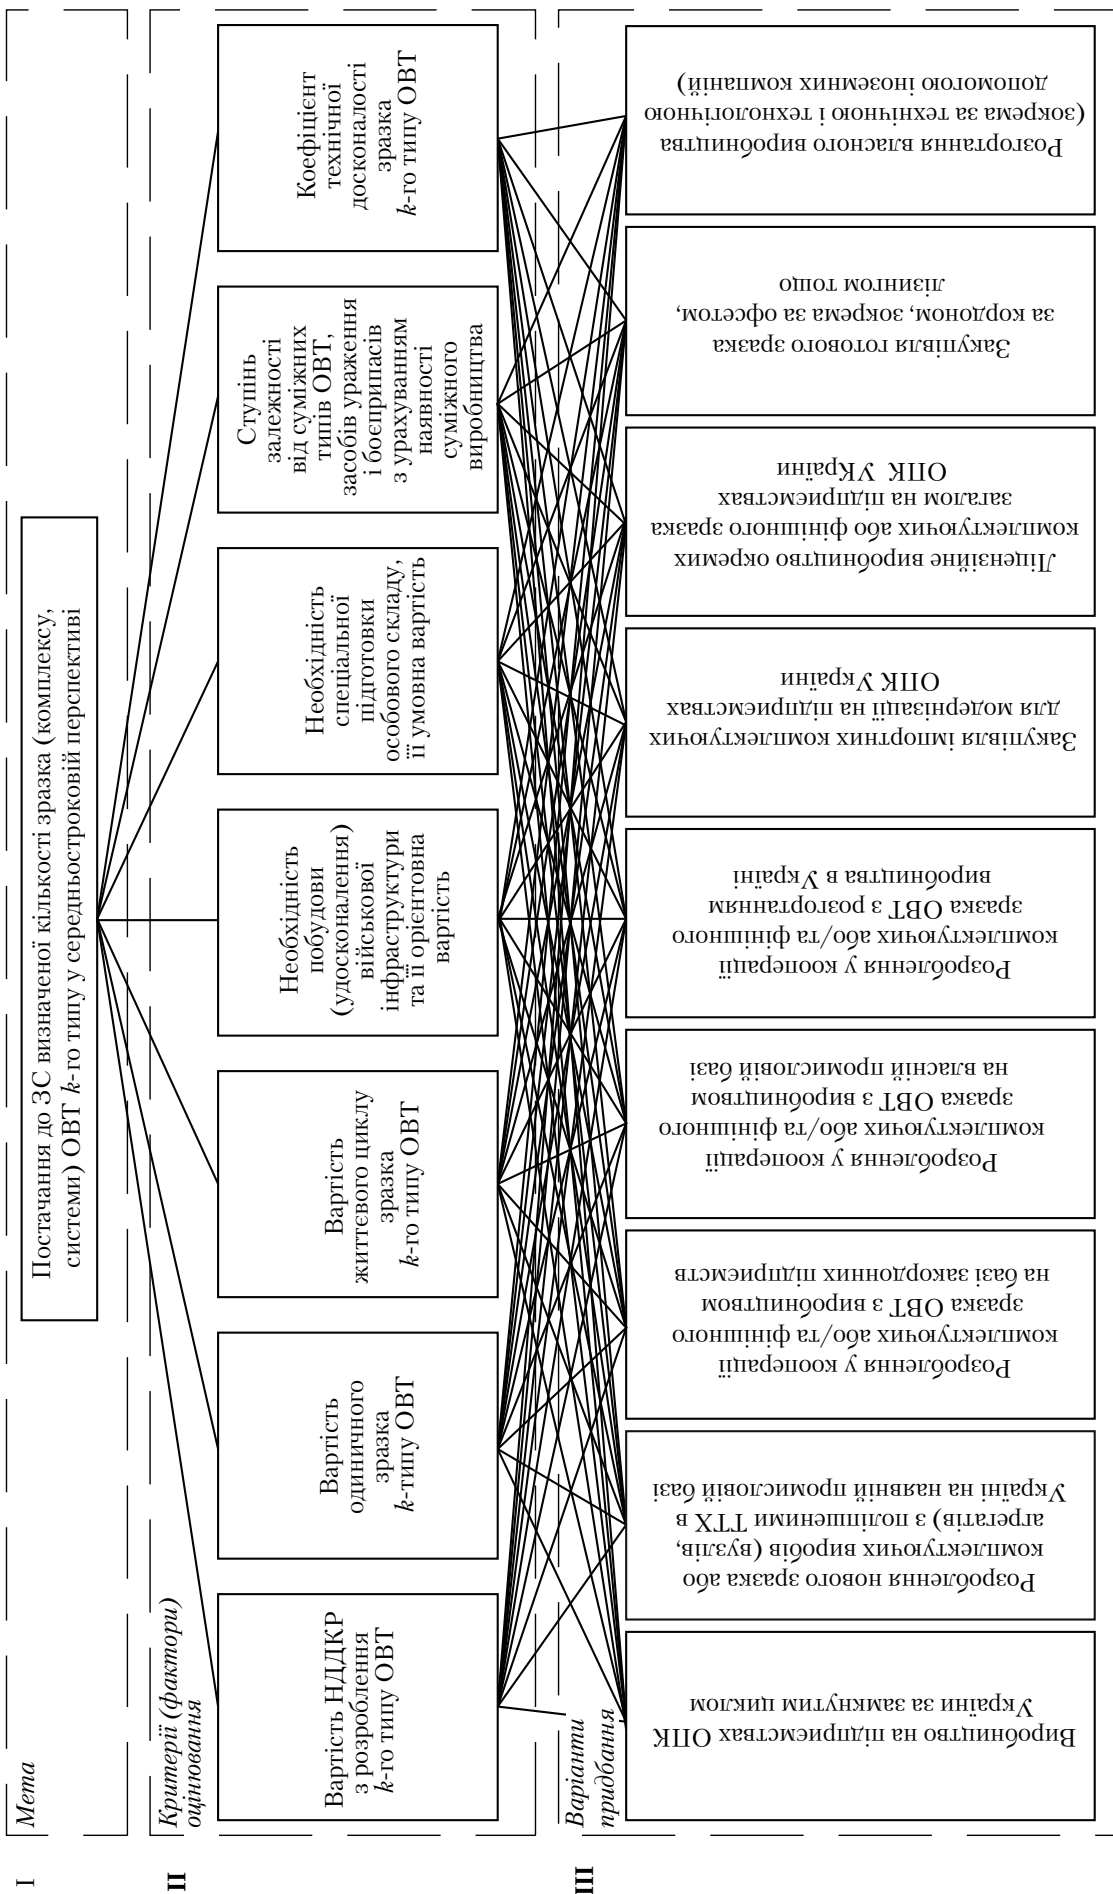 I
Мета
Постачання до ЗС визначеної кількості зразка (комплексу,
системи) ОВТ k-го типу у середньостроковій перспективі
II
Критерії (фактори)
оцінювання
Вартість НДДКР
з розроблення
k-го типу ОВТ
Вартість
одиничного
зразка
k-типу ОВТ
Вартість
життєвого циклу
зразка
k-го типу ОВТ
Необхідність
побудови
(удосконалення)
військової
інфраструктури
та її орієнтовна
вартість
Необхідність
спеціальної
підготовки
особового складу,
її умовна вартість
Ступінь
залежності
від суміжних
типів ОВТ,
засобів ураження
і боєприпасів
з урахуванням
наявності
суміжного
виробництва
Коефіцієнт
технічної
досконалості
зразка
k-го типу ОВТ
III
Варіанти
придбання
Виробництво на підприємствах ОПК
України за замкнутим циклом
Розроблення нового зразка або
комплектуючих виробів (вузлів,
агрегатів) з поліпшеними ТТХ в
Україні на наявній промисловій базі
Розроблення у кооперації
комплектуючих або/та фінішного
зразка ОВТ з виробництвом
на базі закордонних підприємств
Розроблення у кооперації
комплектуючих або/та фінішного
зразка ОВТ з виробництвом
на власній промисловій базі
Розроблення у кооперації
комплектуючих або/та фінішного
зразка ОВТ з розгортанням
виробництва в Україні
Закупівля імпортних комплектуючих
для модернізації на підприємствах
ОПК України
Ліцензійне виробництво окремих
комплектуючих або фінішного зразка
загалом на підприємствах
ОПК УКраїни
Закупівля готового зразка
за кордоном, зокрема за офсетом,
лізингом тощо
Розгортання власного виробництва
(зокрема за технічною і технологічною
допомогою іноземних компаній)